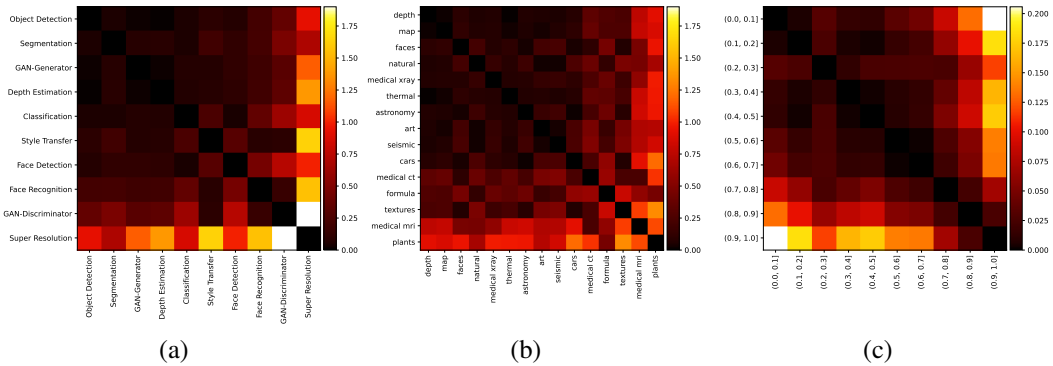 Object Detection
Segmentation
GAN-Generator
Depth Estimation
Classification
Style Transfer
Face Detection
Face Recognition
GAN-Discriminator
Super Resolution
Object Detection
Segmentation
GAN-Generator
Depth Estimation
Classification
Style Transfer
Face Detection
Face Recognition
GAN-Discriminator
Super Resolution
1.75
1.50
1.25
1.00
0.75
0.50
0.25
0.00
(a)
depth
map
faces
natural
medical xray
thermal
astronomy
art
seismic
cars
medical ct
formula
textures
medical mri
plants
depth
map
faces
natural
medical xray
thermal
astronomy
art
seismic
cars
medical ct
formula
textures
medical mri
plants
1.75
1.50
1.25
1.00
0.75
0.50
0.25
0.00
(b)
(0.0, 0.1]
(0.1, 0.2]
(0.2, 0.3]
(0.3, 0.4]
(0.4, 0.5]
(0.5, 0.6]
(0.6, 0.7]
(0.7, 0.8]
(0.8, 0.9]
(0.9, 1.0]
(0.0, 0.1]
(0.1, 0.2]
(0.2, 0.3]
(0.3, 0.4]
(0.4, 0.5]
(0.5, 0.6]
(0.6, 0.7]
(0.7, 0.8]
(0.8, 0.9]
(0.9, 1.0]
0.200
0.175
0.150
0.125
0.100
0.075
0.050
0.025
0.000
(c)